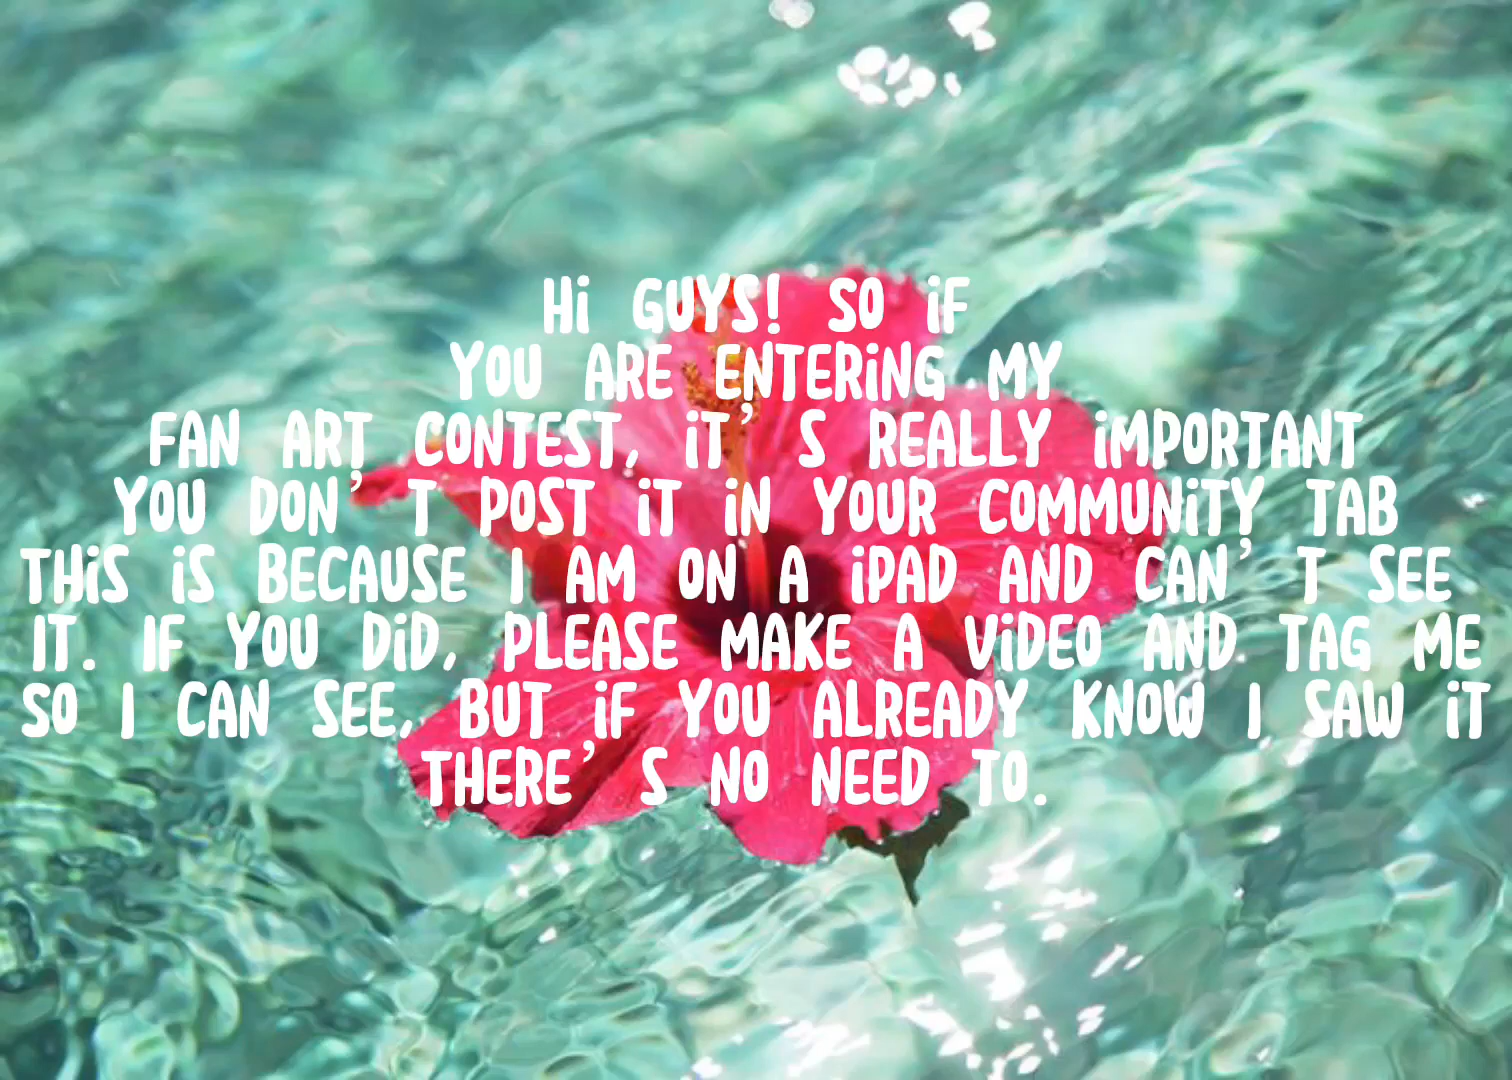 Hi GUYS! SO iF
YOU ARE ENTERiNG MY
FAN ART CONTEST, iT'S REALLY iMPORTANT
YOU DON'T POST iT iN YOUR COMMUNiTY TAB
THiS iS BECAUSE I AM ON A iPAD AND CAN'T SEE
IT. IF YOU DiD, PLEASE MAKE A ViDEO AND TAG ME
SO I CAN SEE, BUT iF YOU ALREADY KNOW I SAW iT
THERE'S NO NEED TO.